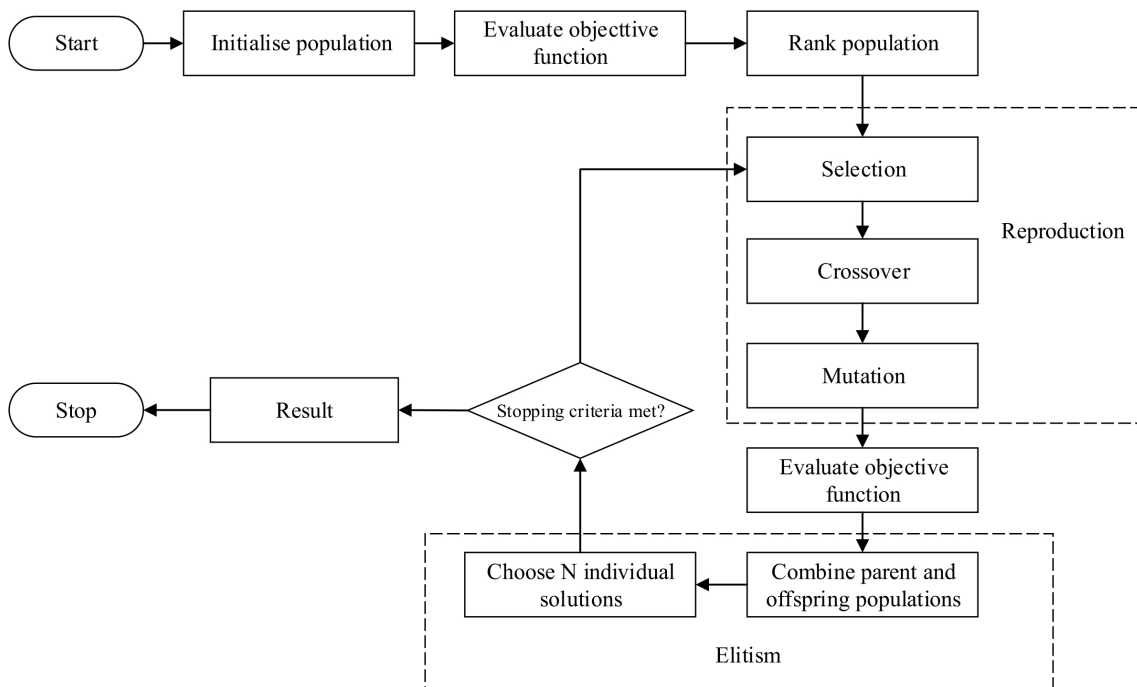 Start
Initialise population
Evaluate objecttive
function
Rank population
Selection
Reproduction
Crossover
Mutation
Stop
Result
Stopping criteria met?
Evaluate objective
function
Choose N individual
solutions
Combine parent and
offspring populations
Elitism